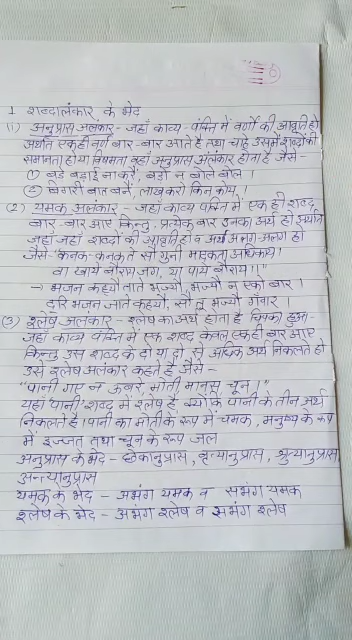 1 शब्दालंकार के भेद
(1) अनुप्रास अलंकार - जहाँ काव्य-पंक्ति में वर्णों की आवृति हो
अर्थात एक ही वर्ण बार-बार आते हैं तथा चाहे उसमें शब्दों की
समानता हो या विषमता वहाँ अनुप्रास अलंकार होता है जैसे -
① बड़े बड़ाई ना करैं, बड़ो न बोले बोल।
② बिगरी बात बनै, लाख करो किन कोय।
(2) यमक अलंकार - जहाँ काव्य पंक्ति में एक ही शब्द
बार-बार आए किन्तु, प्रत्येक बार उनका अर्थ हो अर्थात
जहाँ जहाँ शब्दों की आवृति हो व अर्थ अलग-अलग हो
जैसे - "कनक-कनक ते सौ गुनी मादकता अधिकाय।
वा खाये बौराय जग, या पाये बौराय।।"
→ भजन कहयौ ताते भज्यौ, भज्यौ न एको बार।
दूरि भजन जाते कहयौ, सौ तू भज्यौ गँवार।
(3) श्लेष अलंकार - श्लेष का अर्थ होता है चिपका हुआ -
जहाँ काव्य पंक्ति में एक शब्द केवल एक ही बार आए
किन्तु उस शब्द के दो या दो से अधिक अर्थ निकलते हो
उसे श्लेष अलंकार कहते हैं जैसे -
"पानी गए न ऊबरे मोती मानस चून।"
यहाँ 'पानी' शब्द में श्लेष है, क्योंकि पानी के तीन अर्थ
निकलते हैं। पानी का मोती के रूप में चमक, मनुष्य के रूप
में इज्जत तथा चून के रूप जल
अनुप्रास के भेद - छेकानुप्रास, वृत्यानुप्रास, श्रुत्यानुप्रास
अन्त्यानुप्रास
यमक के भेद - अभंग यमक व सभंग यमक
श्लेष के भेद - अभंग श्लेष व सभंग श्लेष